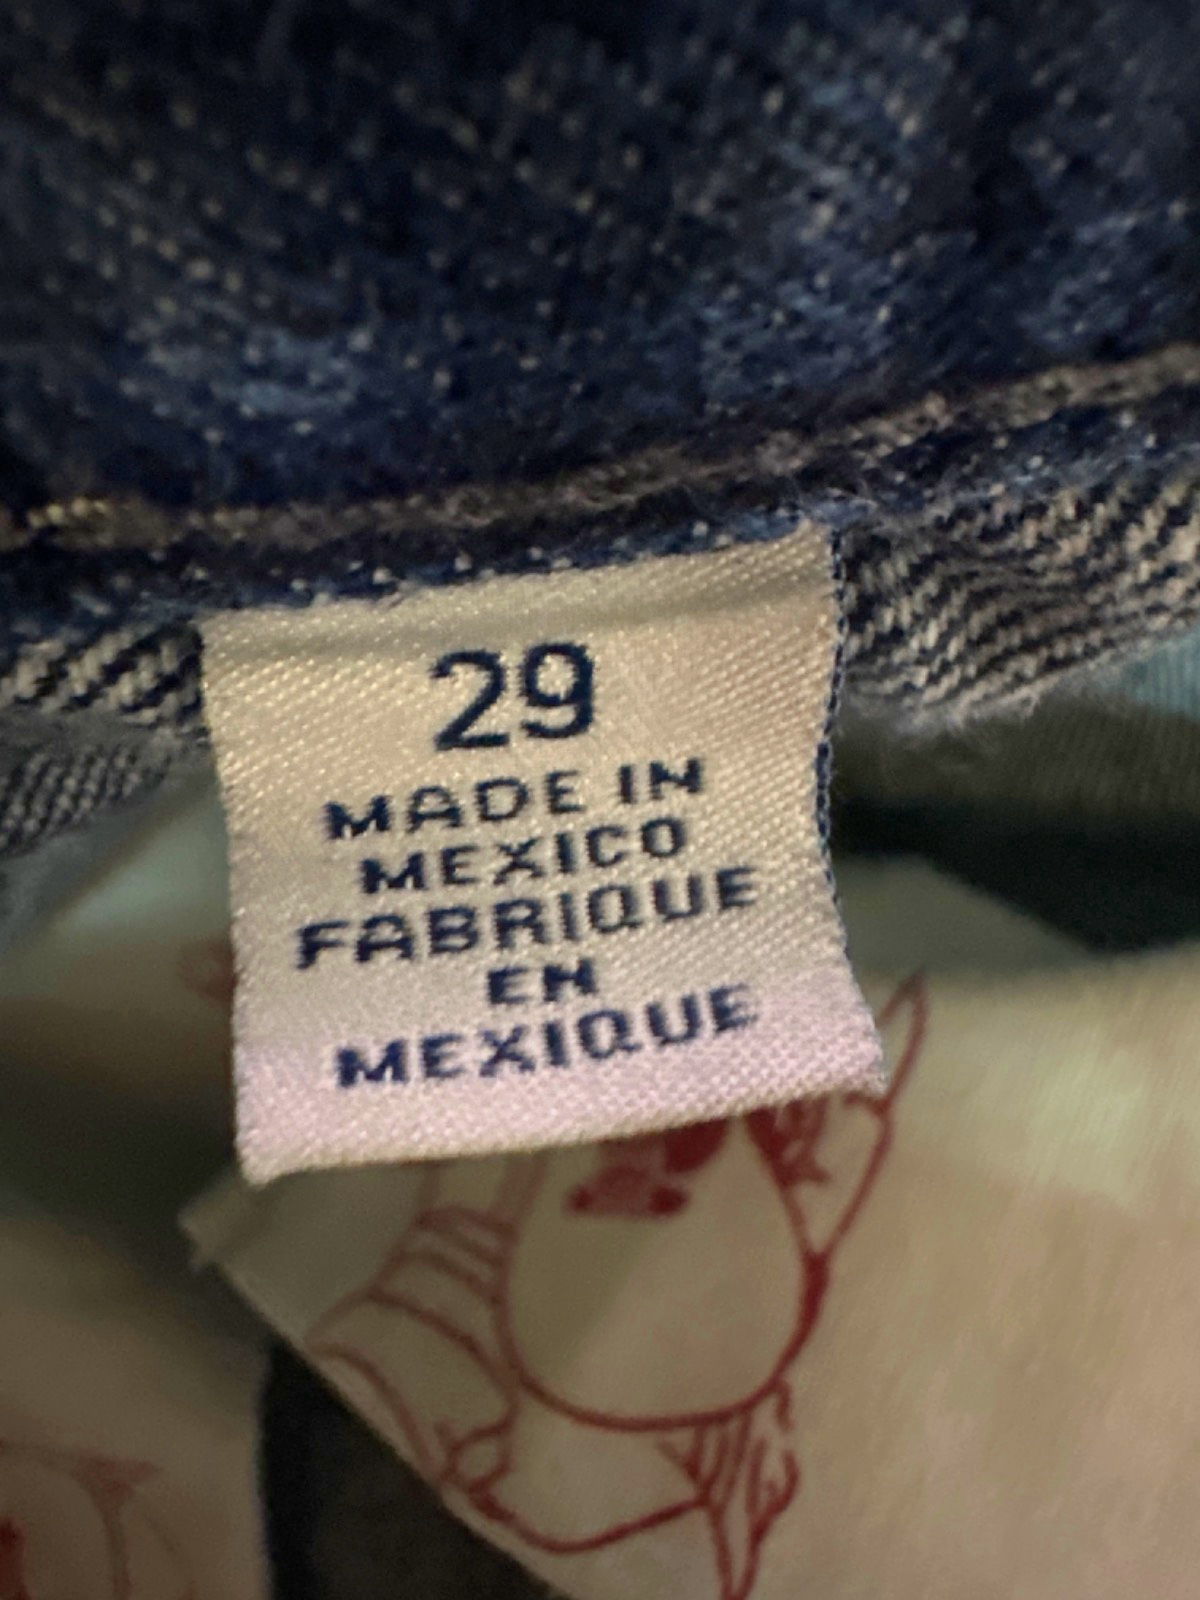 29
MADE IN
MEXICO
FABRIQUE
EN
MEXIQUE